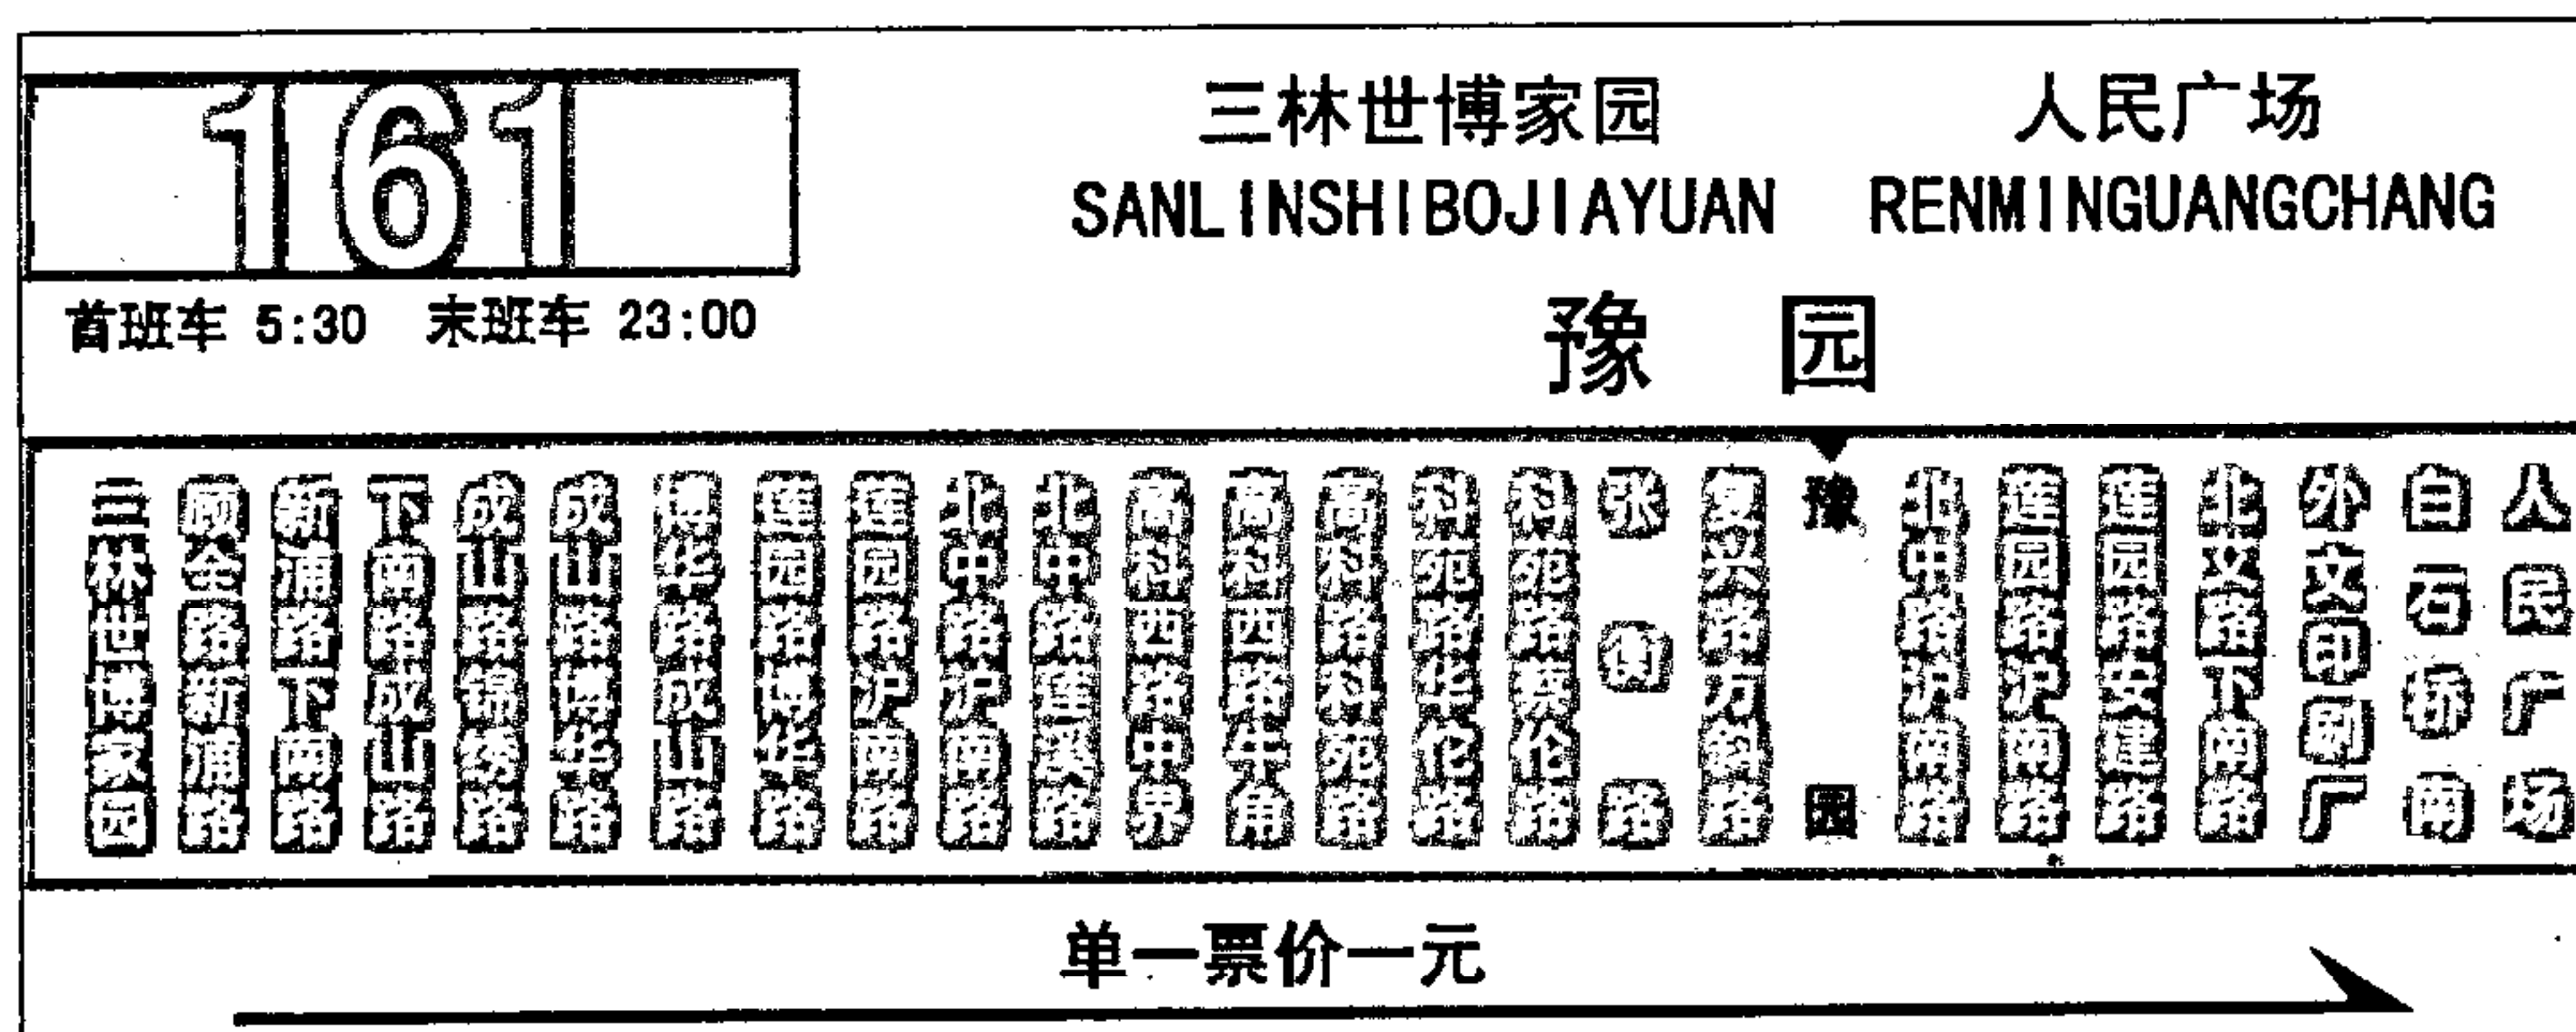 161
三林世博家园 人民广场
SANLINSHIBOJIAYUAN RENMINGUANGCHANG
首班车 5:30 末班车 23:00
豫园
三林世博家园
顾全路新浦路
新浦路下南路
下南路成山路
成山路锦绣路
成山路博华路
博华路成山路
莲园路博华路
莲园路沪南路
北中路沪南路
北中路莲溪路
高科西路中界
高科西路牛角
高科路科苑路
科苑路华佗路
科苑路蔡伦路
张衡路
复兴路万
豫园
北中路沪南路
莲园路沪南路
莲园路安建路
北艾路下南路
外文印刷厂
白石桥南
人民广场
单一票价一元